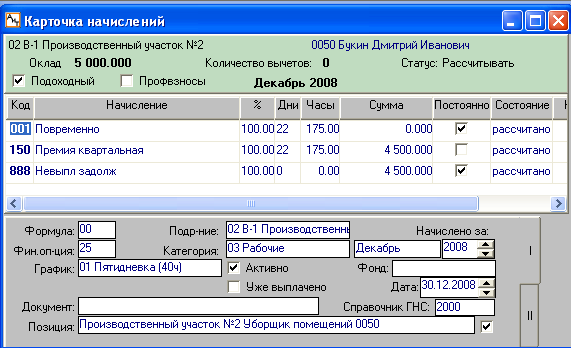 Карточка начислений
02 В-1 Производственный участок №2 0050 Букин Дмитрий Иванович
Оклад 5 000.000 Количество вычетов: 0 Статус: Рассчитывать
Подоходный Профвзносы Декабрь 2008
Код Начисление % Дни Часы Сумма Постоянно Состояние
001 Повременно 100.00 22 175.00 0.000 рассчитано
150 Премия квартальная 100.00 22 175.00 4 500.000 рассчитано
888 Невыпл задолж 100.00 0 0.00 4 500.000 рассчитано
Формула: 00 Подр-ние: 02 В-1 Производственны Начислено за:
Фин.оп-ция: 25 Категория: 03 Рабочие Декабрь 2008 I
График: 01 Пятидневка (40ч) Активно Фонд:
Уже выплачено Дата: 30.12.2008
Документ: Справочник ГНС: 2000 II
Позиция: Производственный участок №2 Уборщик помещений 0050